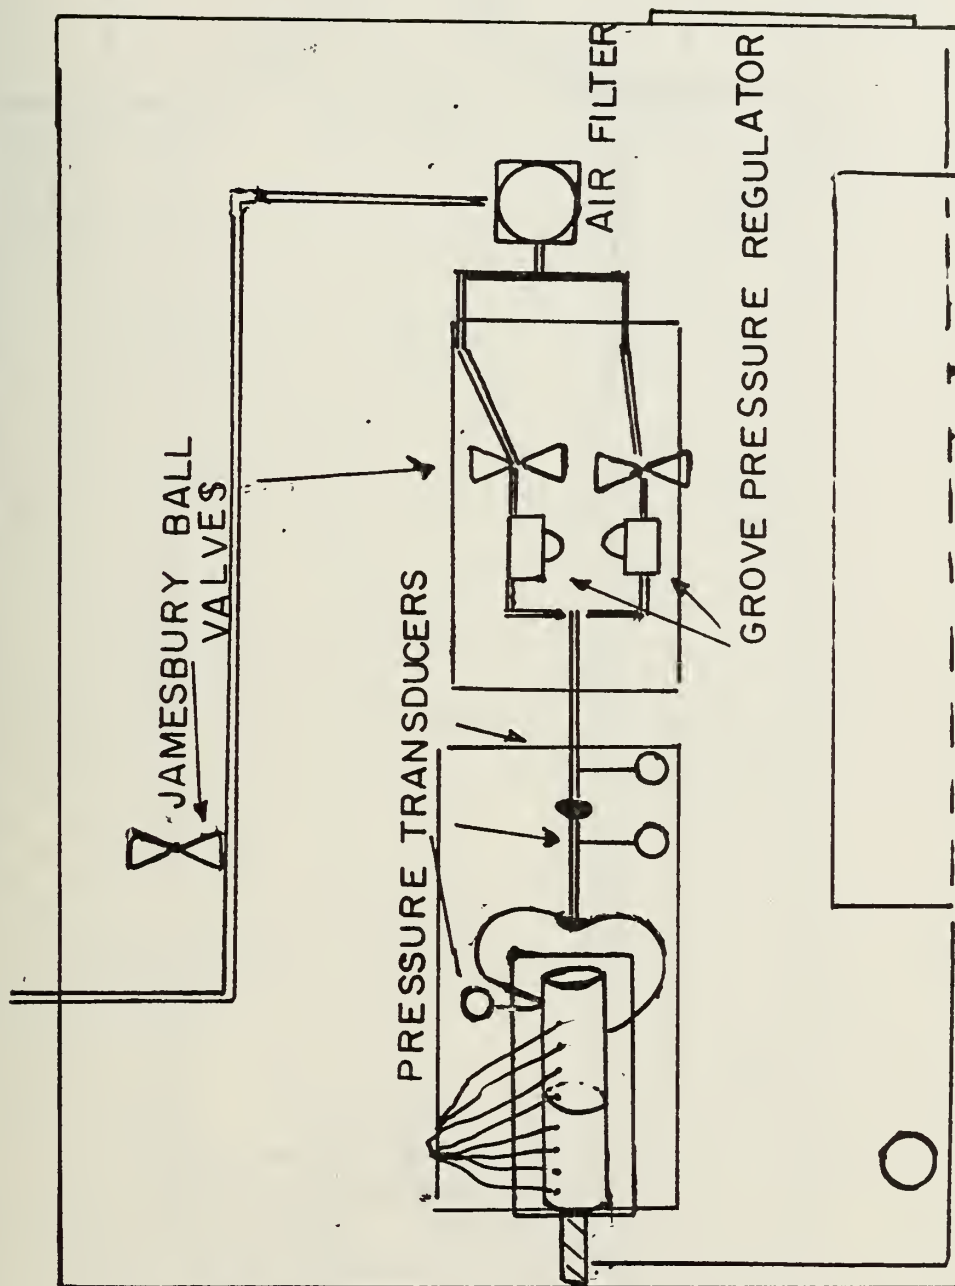 JAMESBURY BALL
VALVES
PRESSURE TRANSDUCERS
AIR FILTER
GROVE PRESSURE REGULATOR